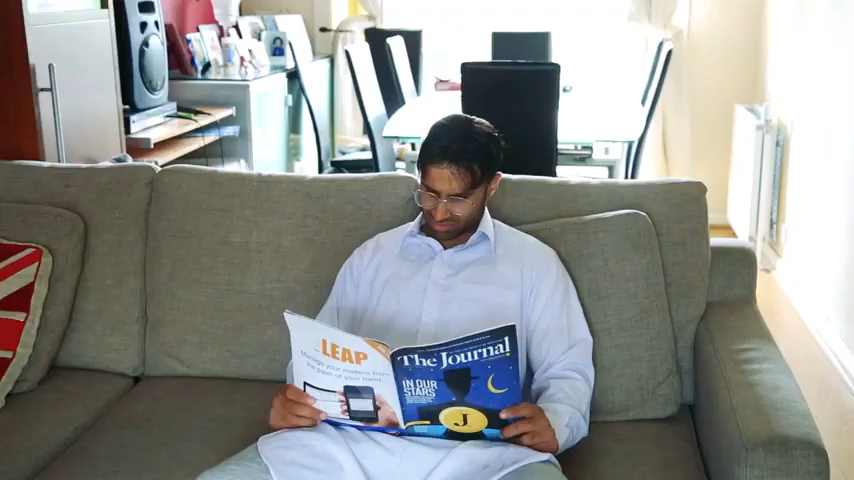 LEAP
Manage your matters from
the palm of your hand.
The Journal
IN OUR
STARS
J